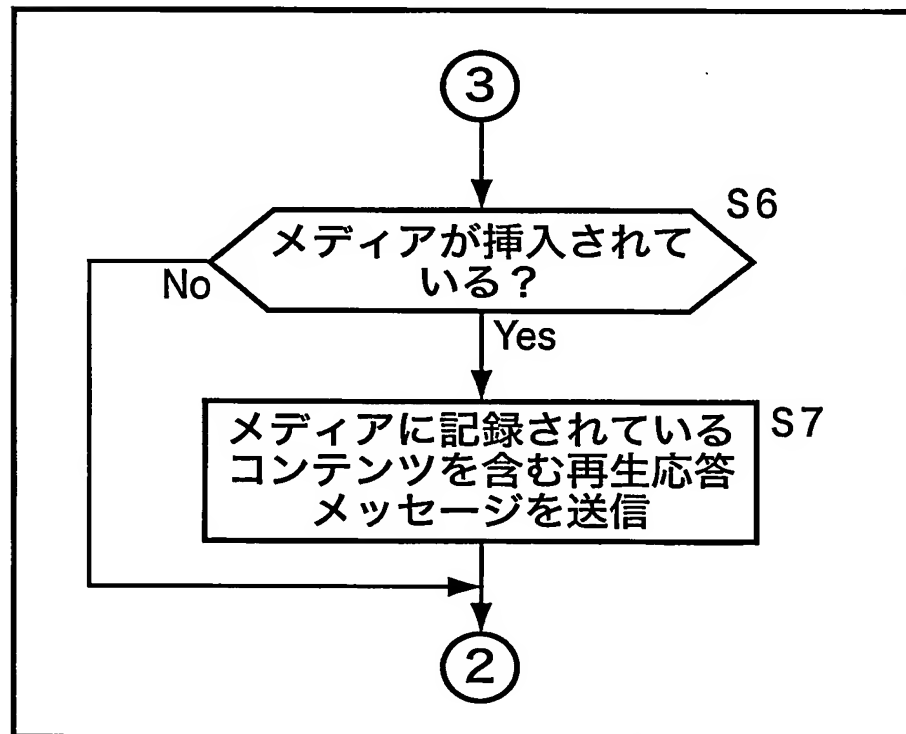 3
S6
メディアが挿入されて
いる？
No
Yes
S7
メディアに記録されている
コンテンツを含む再生応答
メッセージを送信
2